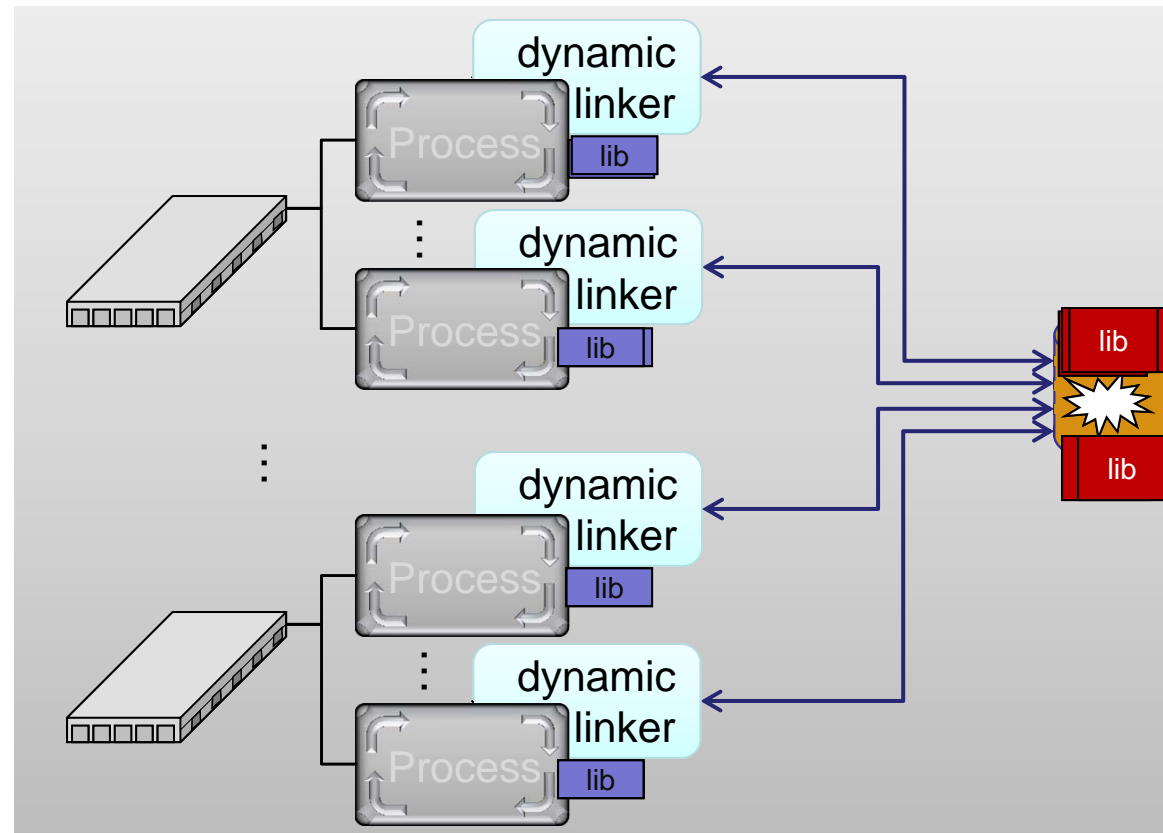 dynamic
linker
Process
lib
⋮
dynamic
linker
Process
lib
lib
⋮
dynamic
linker
Process
lib
lib
⋮
dynamic
linker
Process
lib